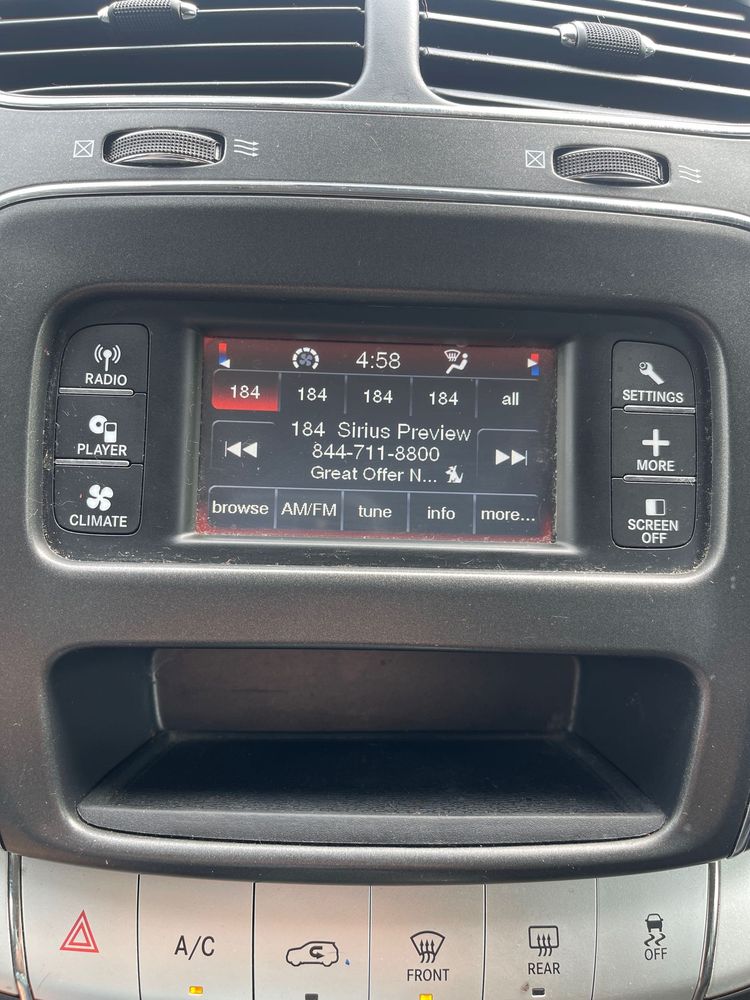 4:58
184 184 184 184 all
184 Sirius Preview
844-711-8800
Great Offer N...
browse AM/FM tune info more...
RADIO
PLAYER
CLIMATE
SETTINGS
MORE
SCREEN
OFF
A/C
FRONT
REAR
OFF